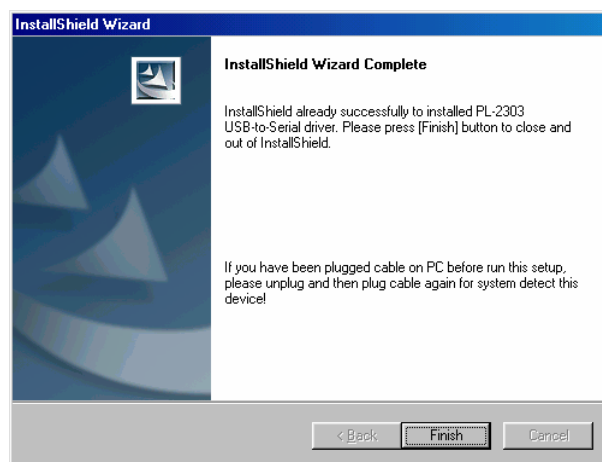 InstallShield Wizard
InstallShield Wizard Complete
InstallShield already successfully to installed PL-2303
USB-to-Serial driver. Please press [Finish] button to close and
out of InstallShield.
If you have been plugged cable on PC before run this setup,
please unplug and then plug cable again for system detect this
device!
< Back Finish Cancel